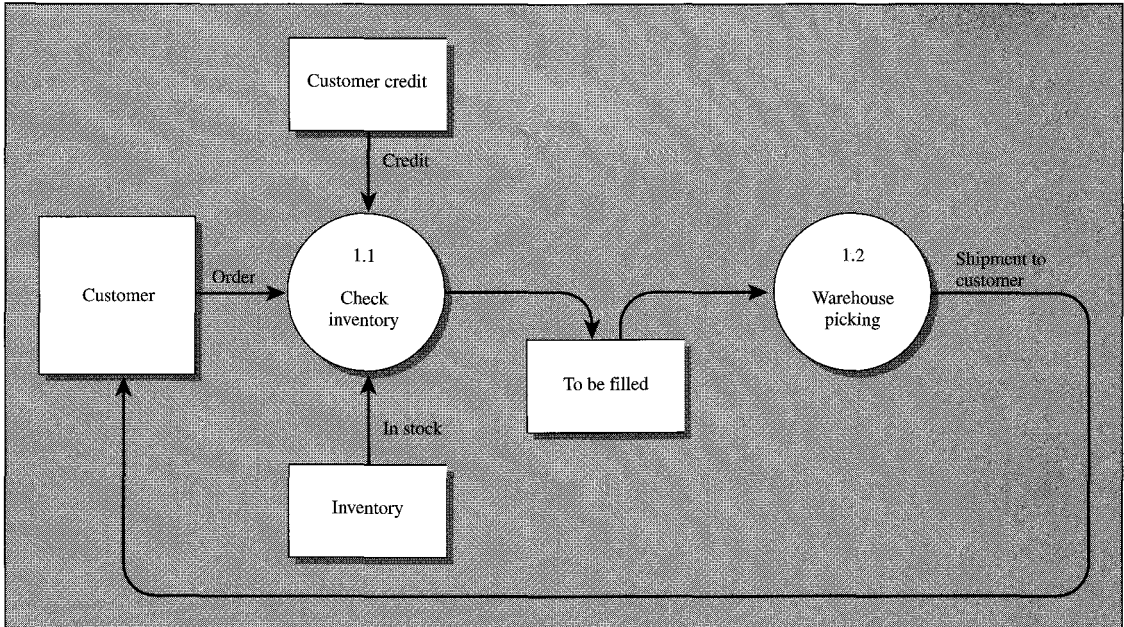 Customer credit
Credit
Customer
Order
1.1
Check
inventory
In stock
Inventory
To be filled
1.2
Warehouse
picking
Shipment to
customer